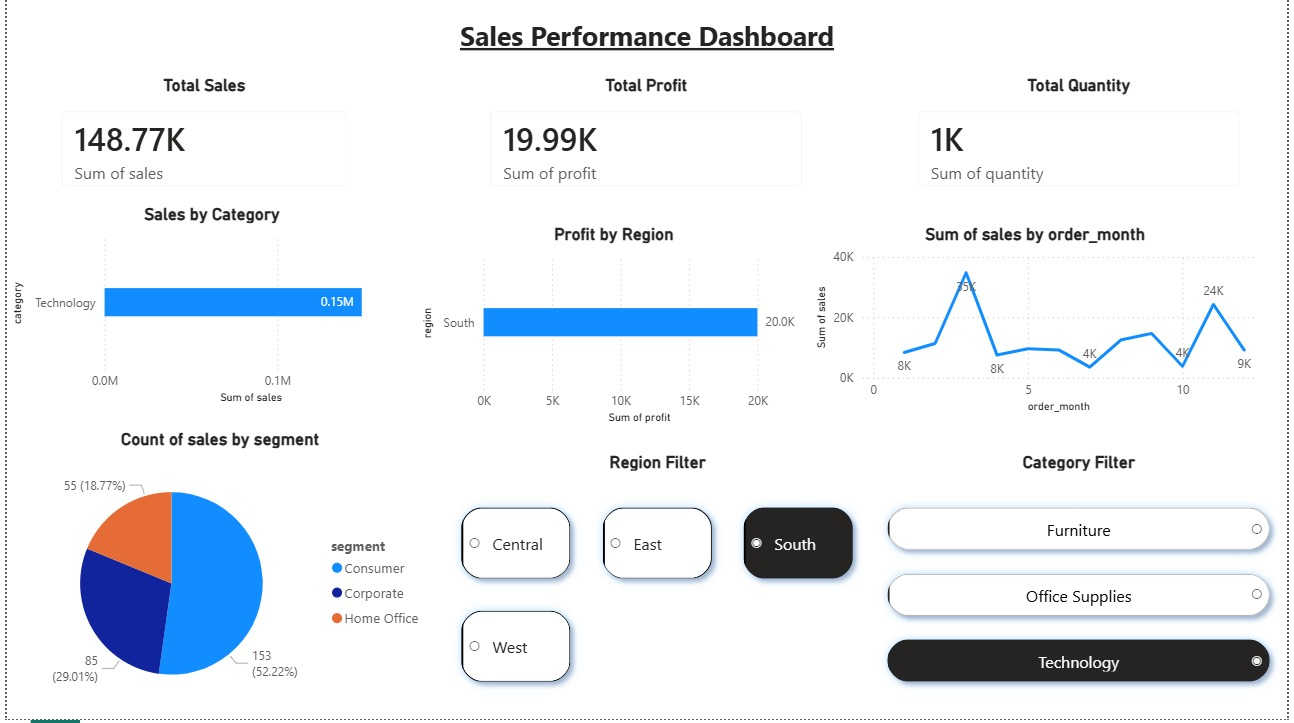 Sales Performance Dashboard
Total Sales
148.77K
Sum of sales
Total Profit
19.99K
Sum of profit
Total Quantity
1K
Sum of quantity
Sales by Category
category
Technology
0.15M
0.0M 0.1M
Sum of sales
Profit by Region
region
South
20.0K
0K 5K 10K 15K 20K
Sum of profit
Sum of sales by order_month
Sum of sales
40K
20K
0K
35K
24K
4K
4K
8K
8K
9K
0 5 10
order_month
Count of sales by segment
55 (18.77%)
85
(29.01%)
153
(52.22%)
segment
Consumer
Corporate
Home Office
Region Filter
Central
East
South
West
Category Filter
Furniture
Office Supplies
Technology